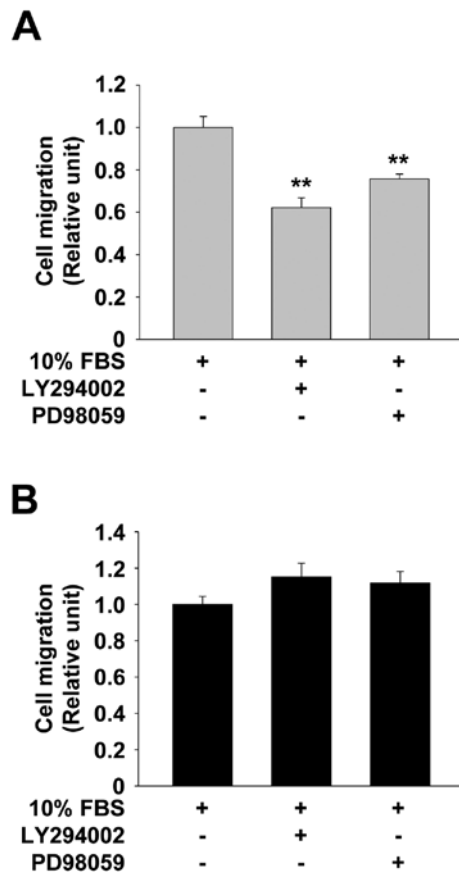 A
Cell migration
(Relative unit)
1.2
1.0
0.8
0.6
0.4
0.2
0
** **
10% FBS + + +
LY294002 - + -
PD98059 - - +
B
Cell migration
(Relative unit)
1.4
1.2
1.0
0.8
0.6
0.4
0.2
0
10% FBS + + +
LY294002 - + -
PD98059 - - +